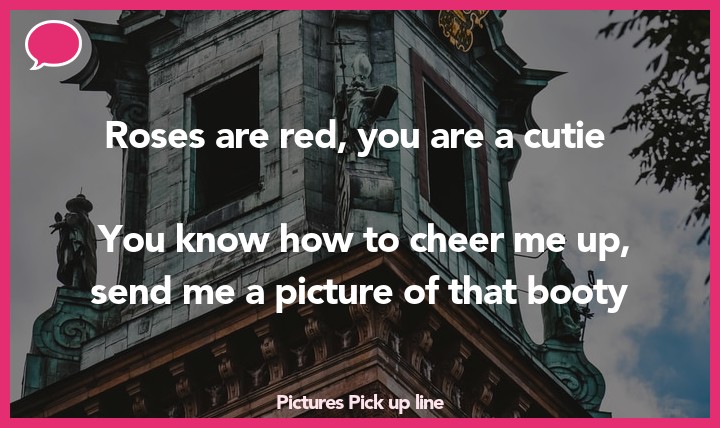 Roses are red, you are a cutie
You know how to cheer me up,
send me a picture of that booty
Pictures Pick up line